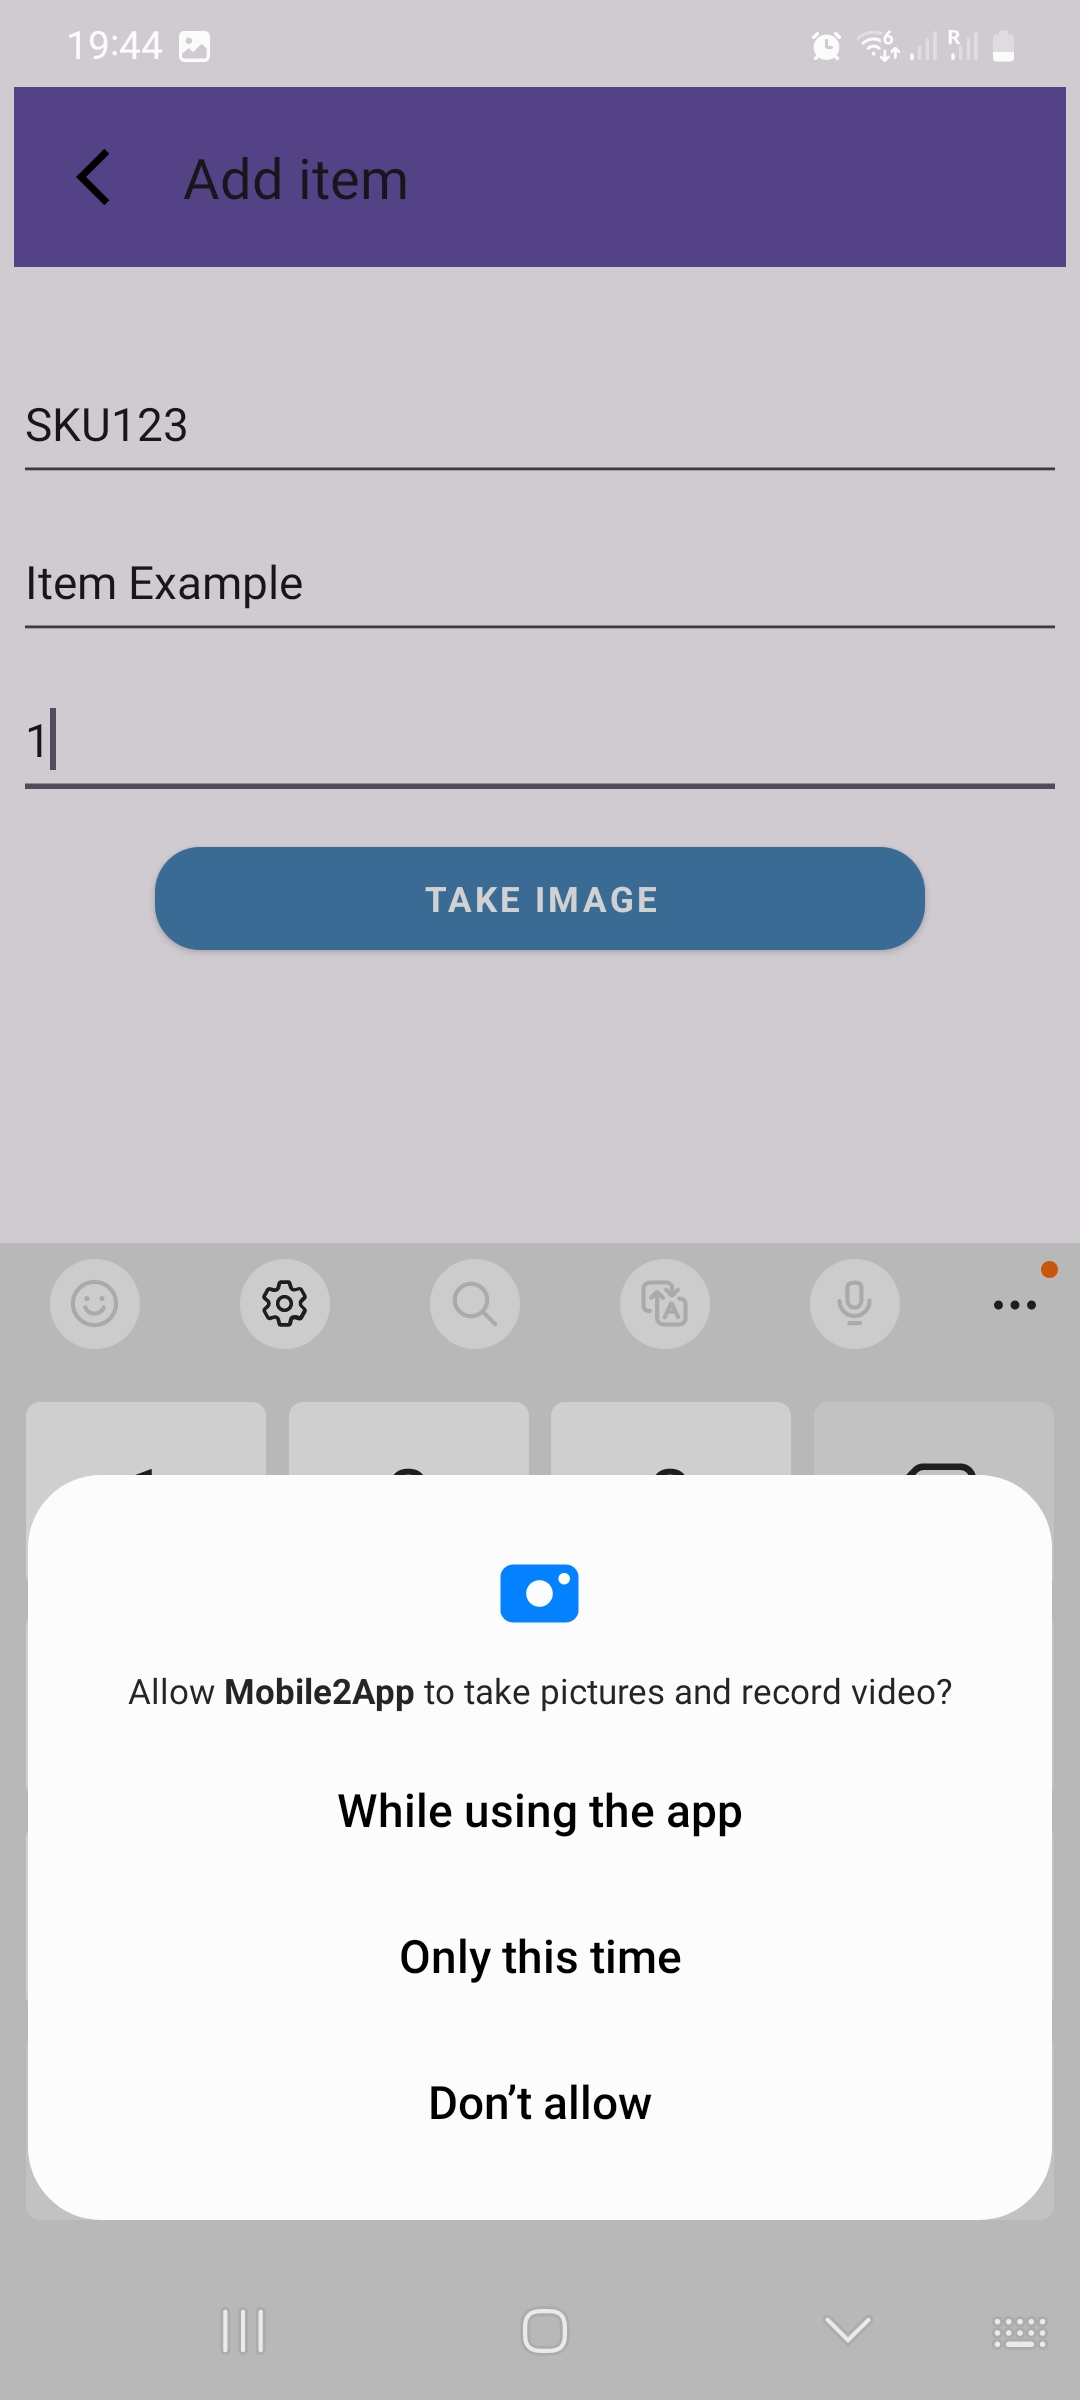 19:44
Add item
SKU123
Item Example
1
TAKE IMAGE
Allow Mobile2App to take pictures and record video?
While using the app
Only this time
Don’t allow